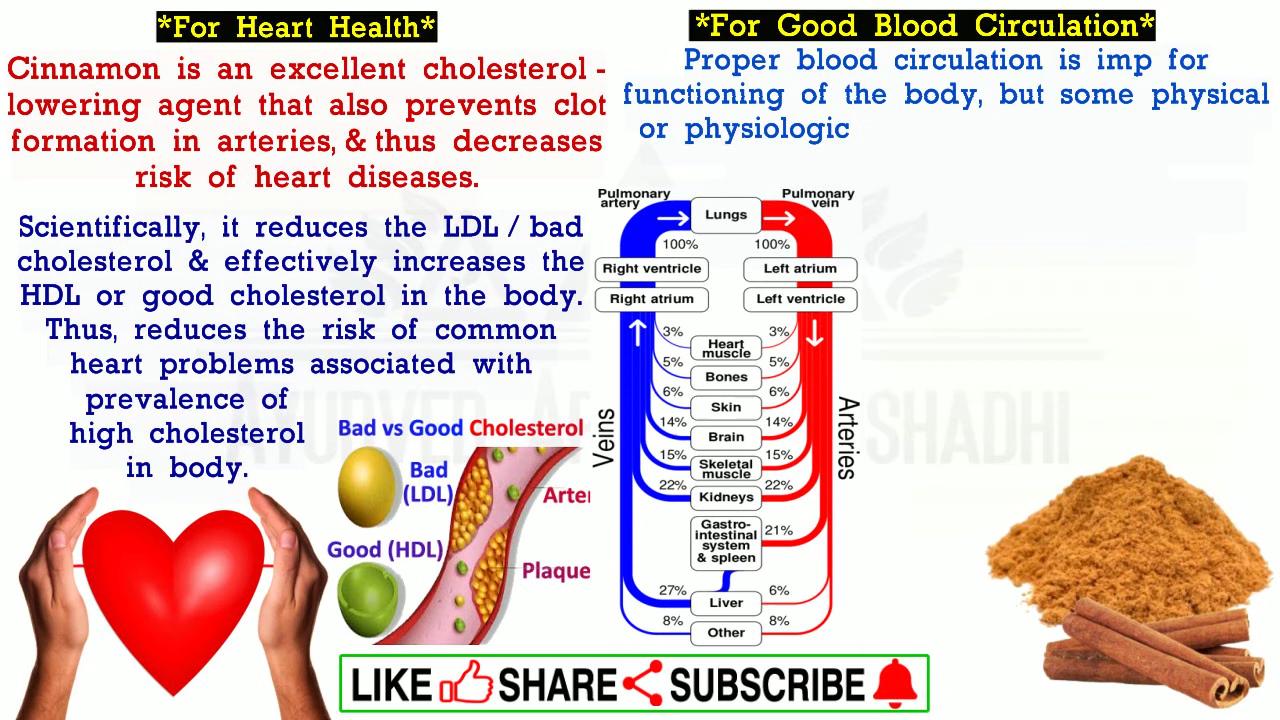 *For Heart Health*
Cinnamon is an excellent cholesterol -
lowering agent that also prevents clot
formation in arteries, & thus decreases
risk of heart diseases.
Scientifically, it reduces the LDL / bad
cholesterol & effectively increases the
HDL or good cholesterol in the body.
Thus, reduces the risk of common
heart problems associated with
prevalence of
high cholesterol
in body.
Bad vs Good Cholesterol
Bad
(LDL)
Arte
Good (HDL)
Plaque
*For Good Blood Circulation*
Proper blood circulation is imp for
functioning of the body, but some physical
or physiologic
Pulmonary
artery
Pulmonary
vein
Lungs
100%
100%
Right ventricle
Left atrium
Right atrium
Left ventricle
3%
Heart
muscle
3%
5%
Bones
5%
6%
Skin
6%
14%
Brain
14%
15%
Skeletal
muscle
15%
22%
Kidneys
22%
Gastro-
intestinal
system
& spleen
21%
27%
Liver
6%
8%
Other
8%
Veins
Arteries
SHADHI
LIKE SHARE SUBSCRIBE